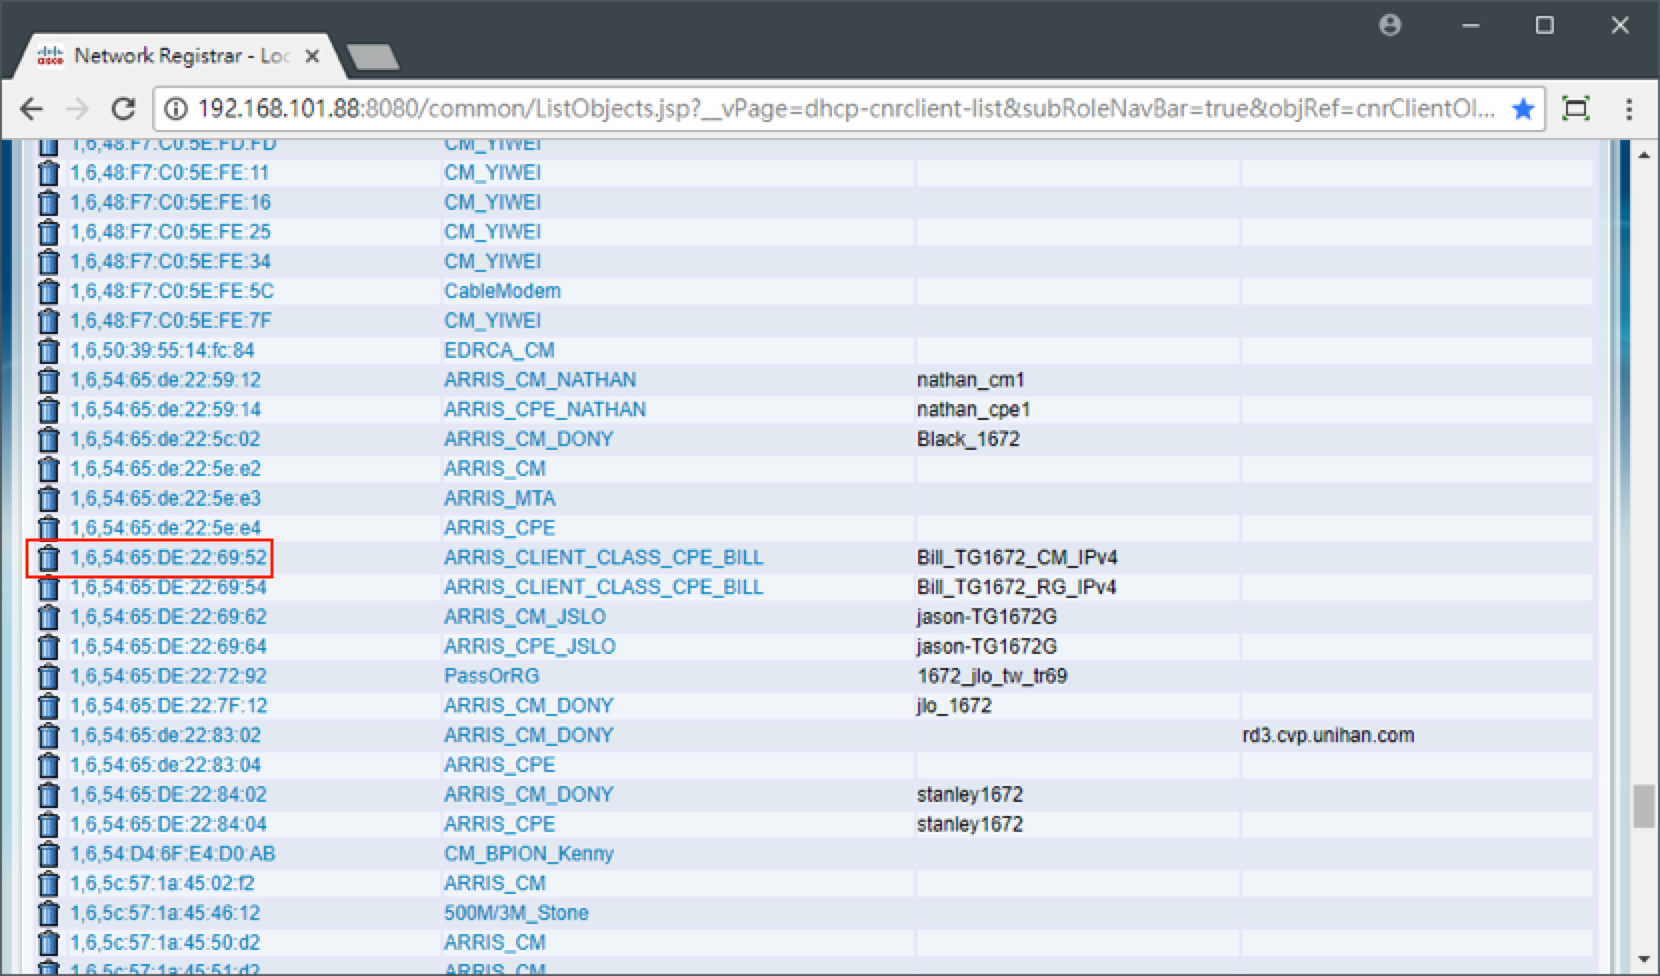 Network Registrar - Loc
192.168.101.88:8080/common/ListObjects.jsp?__vPage=dhcp-cnrclient-list&subRoleNavBar=true&objRef=cnrClientOl...
1,6,48:F7:C0:5E:FD:FD CM_YIWEI
1,6,48:F7:C0:5E:FE:11 CM_YIWEI
1,6,48:F7:C0:5E:FE:16 CM_YIWEI
1,6,48:F7:C0:5E:FE:25 CM_YIWEI
1,6,48:F7:C0:5E:FE:34 CM_YIWEI
1,6,48:F7:C0:5E:FE:5C CableModem
1,6,48:F7:C0:5E:FE:7F CM_YIWEI
1,6,50:39:55:14:fc:84 EDRCA_CM
1,6,54:65:de:22:59:12 ARRIS_CM_NATHAN nathan_cm1
1,6,54:65:de:22:59:14 ARRIS_CPE_NATHAN nathan_cpe1
1,6,54:65:de:22:5c:02 ARRIS_CM_DONY Black_1672
1,6,54:65:de:22:5e:e2 ARRIS_CM
1,6,54:65:de:22:5e:e3 ARRIS_MTA
1,6,54:65:de:22:5e:e4 ARRIS_CPE
1,6,54:65:DE:22:69:52 ARRIS_CLIENT_CLASS_CPE_BILL Bill_TG1672_CM_IPv4
1,6,54:65:DE:22:69:54 ARRIS_CLIENT_CLASS_CPE_BILL Bill_TG1672_RG_IPv4
1,6,54:65:DE:22:69:62 ARRIS_CM_JSLO jason-TG1672G
1,6,54:65:DE:22:69:64 ARRIS_CPE_JSLO jason-TG1672G
1,6,54:65:DE:22:72:92 PassOrRG 1672_jlo_tw_tr69
1,6,54:65:DE:22:7F:12 ARRIS_CM_DONY jlo_1672
1,6,54:65:de:22:83:02 ARRIS_CM_DONY rd3.cvp.unihan.com
1,6,54:65:de:22:83:04 ARRIS_CPE
1,6,54:65:DE:22:84:02 ARRIS_CM_DONY stanley1672
1,6,54:65:DE:22:84:04 ARRIS_CPE stanley1672
1,6,54:D4:6F:E4:D0:AB CM_BPION_Kenny
1,6,5c:57:1a:45:02:f2 ARRIS_CM
1,6,5c:57:1a:45:46:12 500M/3M_Stone
1,6,5c:57:1a:45:50:d2 ARRIS_CM
1,6,5c:57:1a:45:51:d2 ARRIS_CM